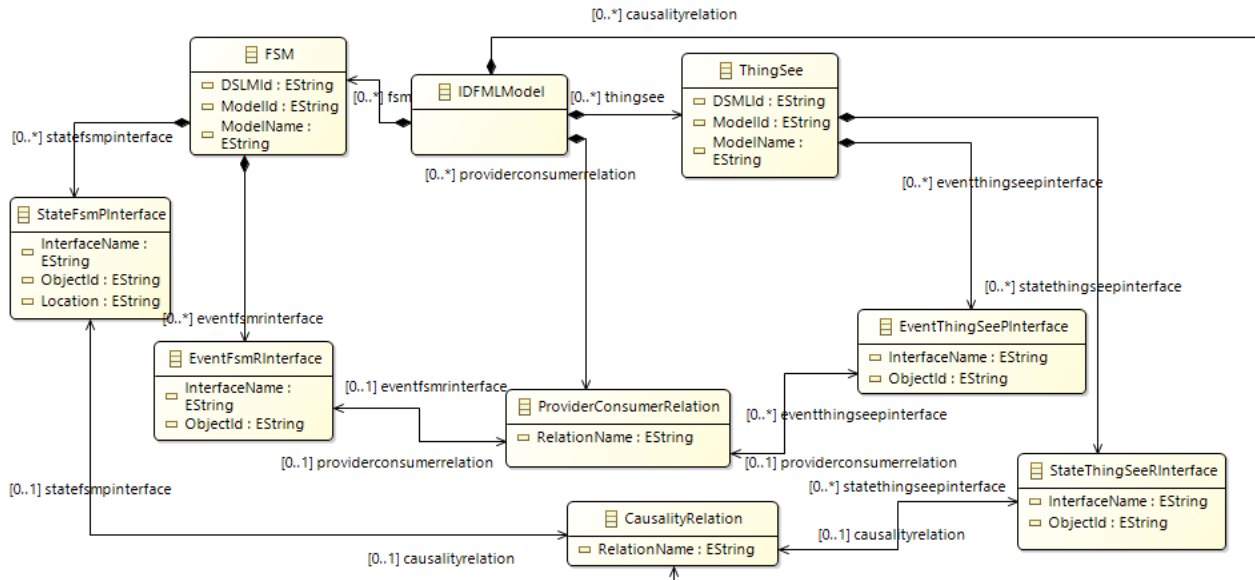 [0..*] causalityrelation
FSM
DSLMId : EString
ModelId : EString
ModelName :
EString
[0..*] fsm
IDFMLModel
[0..*] thingsee
ThingSee
DSMLId : EString
ModelId : EString
ModelName :
EString
[0..*] statefsmpinterface
[0..*] providerconsumerrelation
[0..*] eventthingseepinterface
StateFsmPInterface
InterfaceName :
EString
ObjectId : EString
Location : EString
[0..*] statethingseepinterface
[0..*] eventfsmrinterface
EventFsmRInterface
InterfaceName :
EString
ObjectId : EString
EventThingSeePInterface
InterfaceName : EString
ObjectId : EString
[0..1] eventfsmrinterface
ProviderConsumerRelation
RelationName : EString
[0..*] eventthingseepinterface
[0..1] providerconsumerrelation
[0..1] providerconsumerrelation
StateThingSeeRInterface
InterfaceName : EString
ObjectId : EString
[0..1] statefsmpinterface
[0..*] statethingseepinterface
CausalityRelation
RelationName : EString
[0..1] causalityrelation
[0..1] causalityrelation